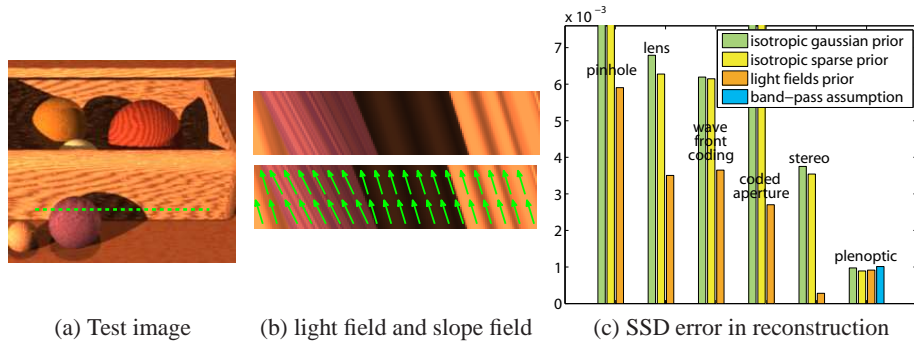 x 10⁻³
7
6
5
4
3
2
1
0
isotropic gaussian prior
isotropic sparse prior
light fields prior
band−pass assumption
pinhole
lens
wave
front
coding
coded
aperture
stereo
plenoptic
(a) Test image
(b) light field and slope field
(c) SSD error in reconstruction